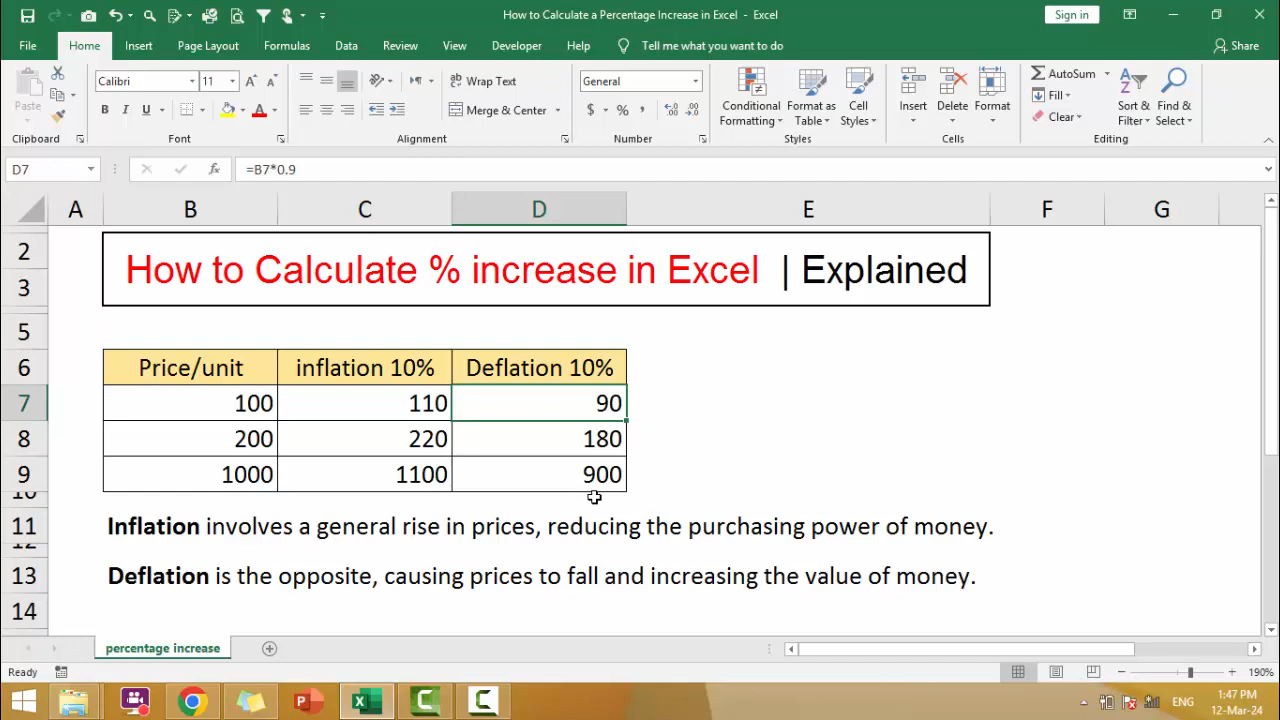 How to Calculate a Percentage Increase in Excel - Excel
Sign in
File Home Insert Page Layout Formulas Data Review View Developer Help Tell me what you want to do Share
Paste
Calibri 11 A A
Wrap Text
General
B I U A
Merge & Center
$ %
Conditional Formatting
Format as Table
Cell Styles
Insert Delete Format
AutoSum
Fill
Clear
Sort & Filter
Find & Select
Clipboard Font Alignment Number Styles Cells Editing
D7 fx =B7*0.9
A B C D E F G
2
How to Calculate % increase in Excel | Explained
3
5
6 Price/unit inflation 10% Deflation 10%
7 100 110 90
8 200 220 180
9 1000 1100 900
10
11 Inflation involves a general rise in prices, reducing the purchasing power of money.
12
13 Deflation is the opposite, causing prices to fall and increasing the value of money.
14
percentage increase
Ready 190%
ENG
1:47 PM
12-Mar-24